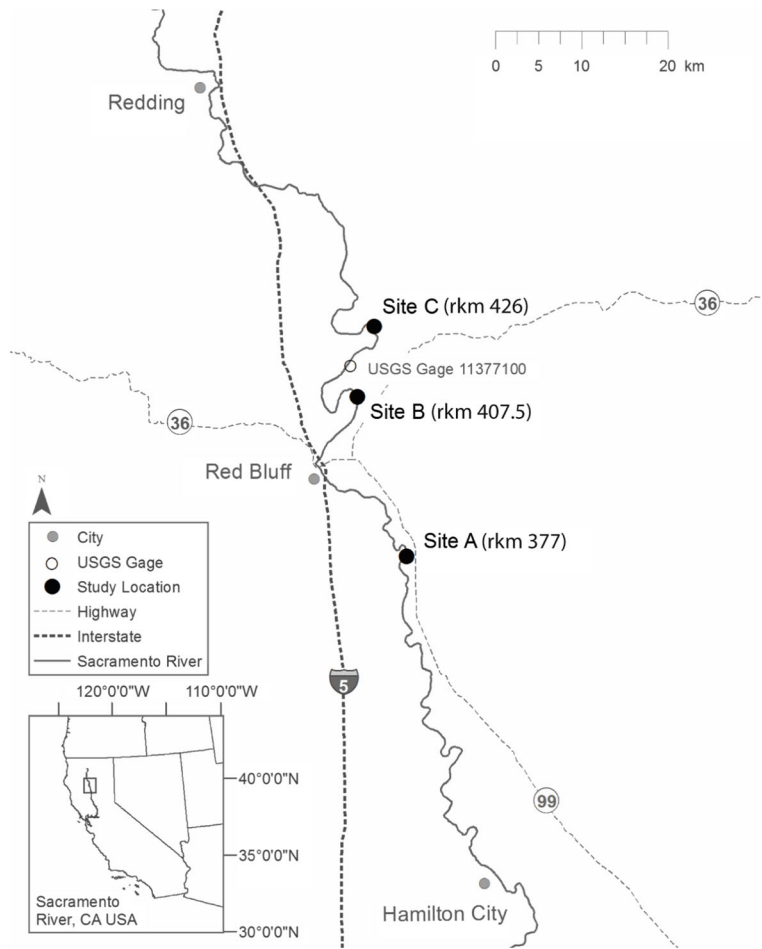 0 5 10 20 km
Redding
Site C (rkm 426)
36
USGS Gage 11377100
36
Site B (rkm 407.5)
Red Bluff
N
Site A (rkm 377)
City
USGS Gage
Study Location
Highway
Interstate
Sacramento River
5
120°0'0"W 110°0'0"W
40°0'0"N
99
35°0'0"N
Sacramento
River, CA USA
30°0'0"N
Hamilton City